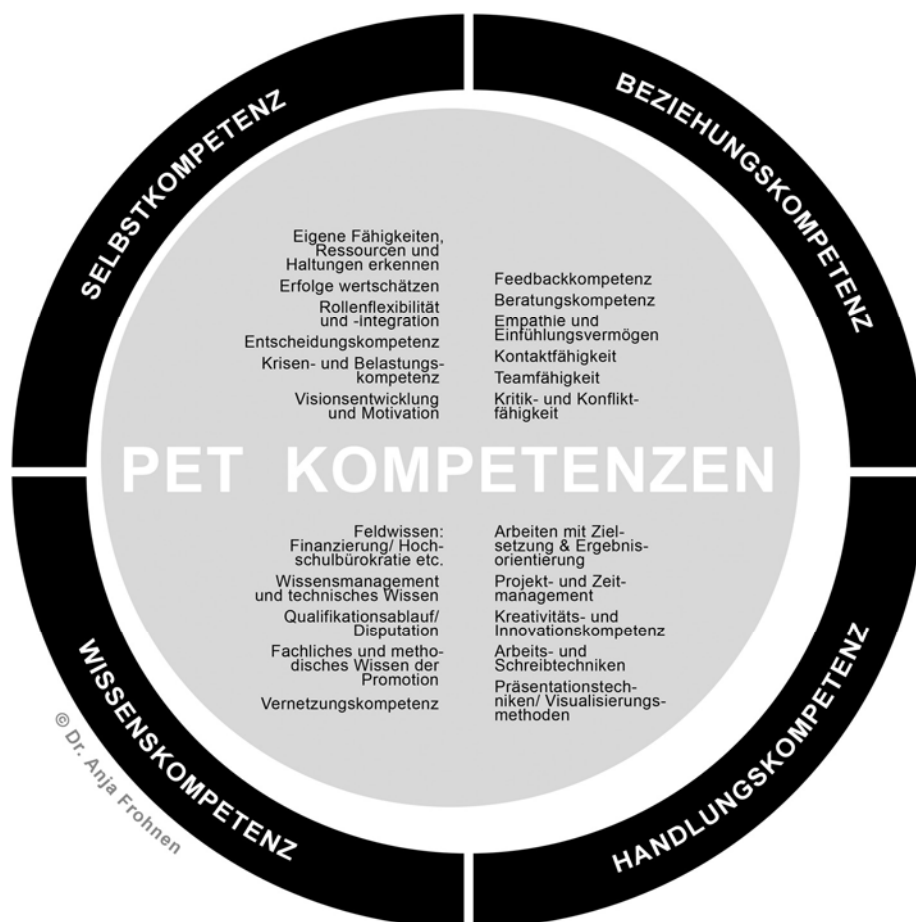 SELBSTKOMPETENZ
BEZIEHUNGSKOMPETENZ
Eigene Fähigkeiten,
Ressourcen und
Haltungen erkennen
Erfolge wertschätzen
Rollenflexibilität
und -integration
Entscheidungskompetenz
Krisen- und Belastungs-
kompetenz
Visionsentwicklung
und Motivation
Feedbackkompetenz
Beratungskompetenz
Empathie und
Einfühlungsvermögen
Kontaktfähigkeit
Teamfähigkeit
Kritik- und Konflikt-
fähigkeit
PET KOMPETENZEN
Feldwissen:
Finanzierung/ Hoch-
schulbürokratie etc.
Wissensmanagement
und technisches Wissen
Qualifikationsablauf/
Disputation
Fachliches und metho-
disches Wissen der
Promotion
Vernetzungskompetenz
Arbeiten mit Ziel-
setzung & Ergebnis-
orientierung
Projekt- und Zeit-
management
Kreativitäts- und
Innovationskompetenz
Arbeits- und
Schreibtechniken
Präsentationstech-
niken/ Visualisierungs-
methoden
WISSENSKOMPETENZ
HANDLUNGSKOMPETENZ
© Dr. Anja Frohnen